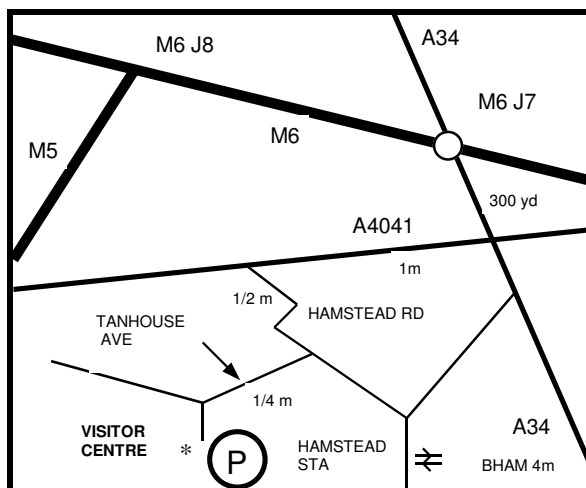 A34
M6 J8
M6 J7
M6
M5
300 yd
A4041
1m
1/2 m
HAMSTEAD RD
TANHOUSE
AVE
1/4 m
A34
VISITOR
CENTRE *
P
HAMSTEAD
STA
BHAM 4m